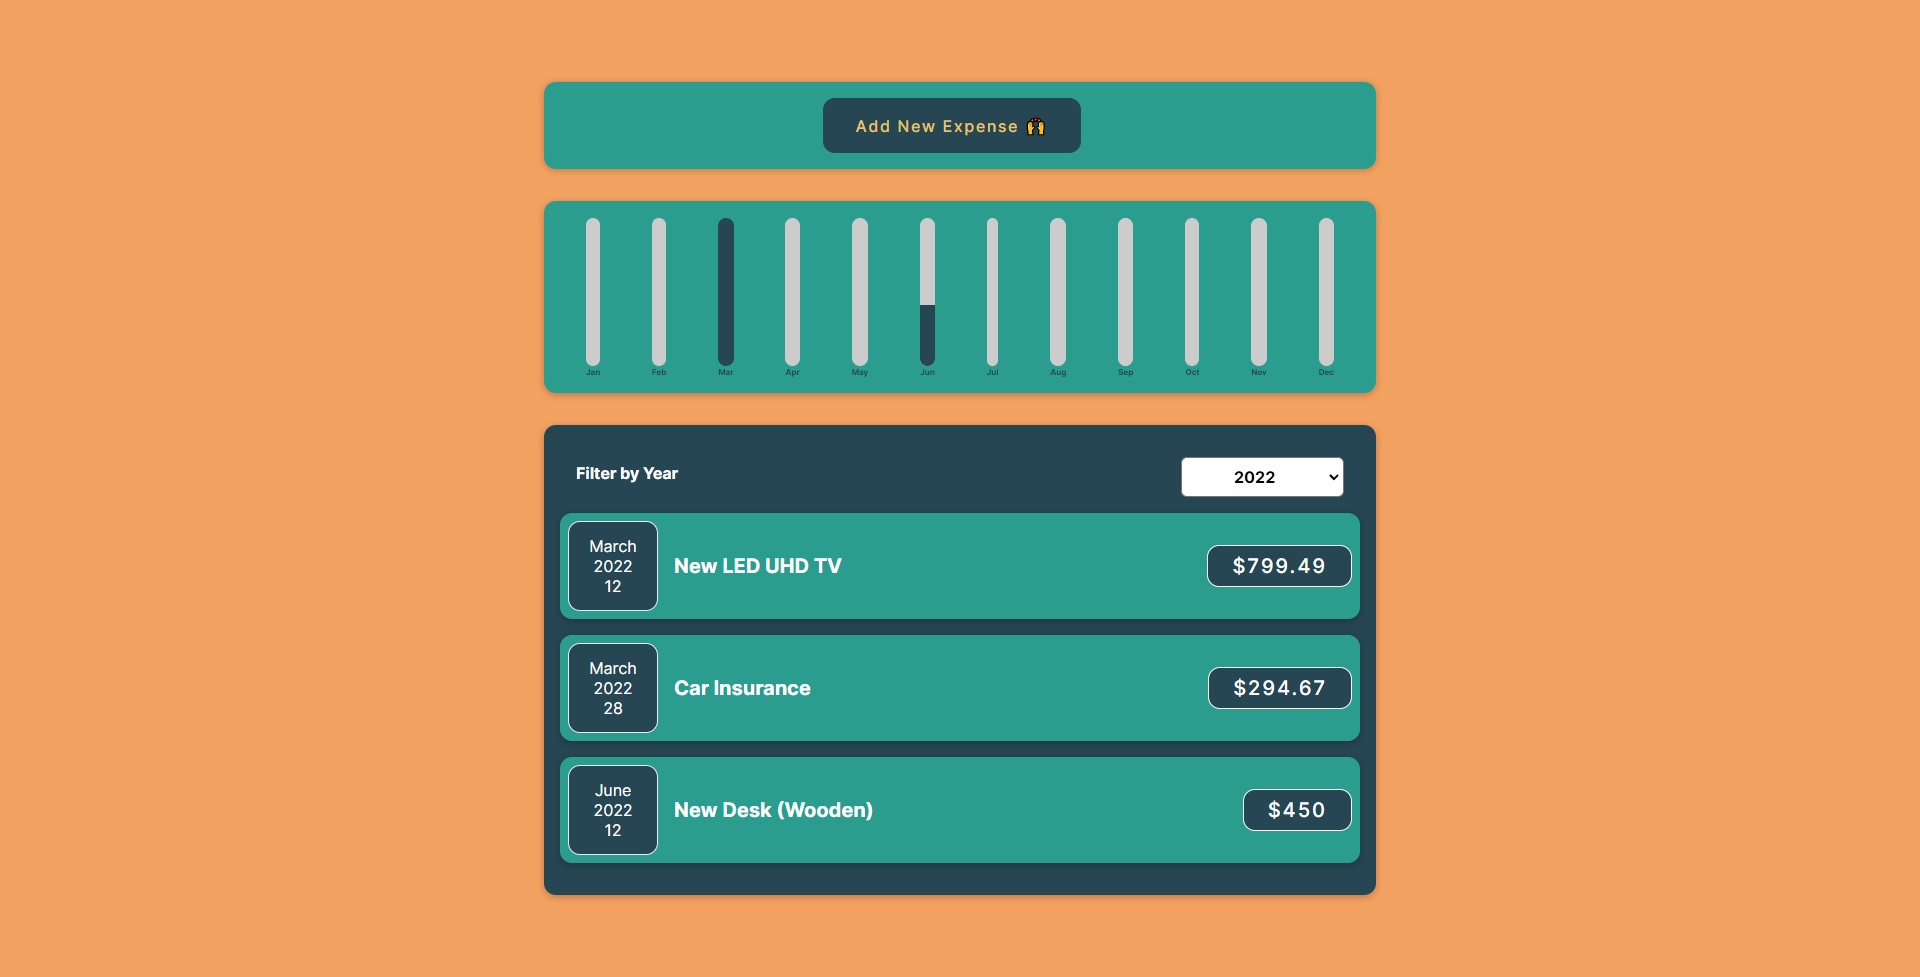 Add New Expense 🙌
Jan Feb Mar Apr May Jun Jul Aug Sep Oct Nov Dec
Filter by Year
2022
March
2022
12
New LED UHD TV
$799.49
March
2022
28
Car Insurance
$294.67
June
2022
12
New Desk (Wooden)
$450